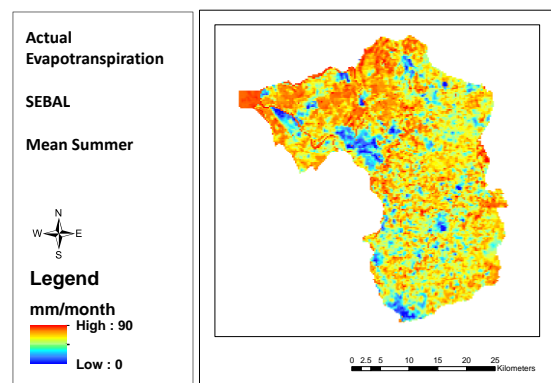 Actual
Evapotranspiration
SEBAL
Mean Summer
N
W E
S
Legend
mm/month
High : 90
Low : 0
0 2.5 5 10 15 20 25
Kilometers